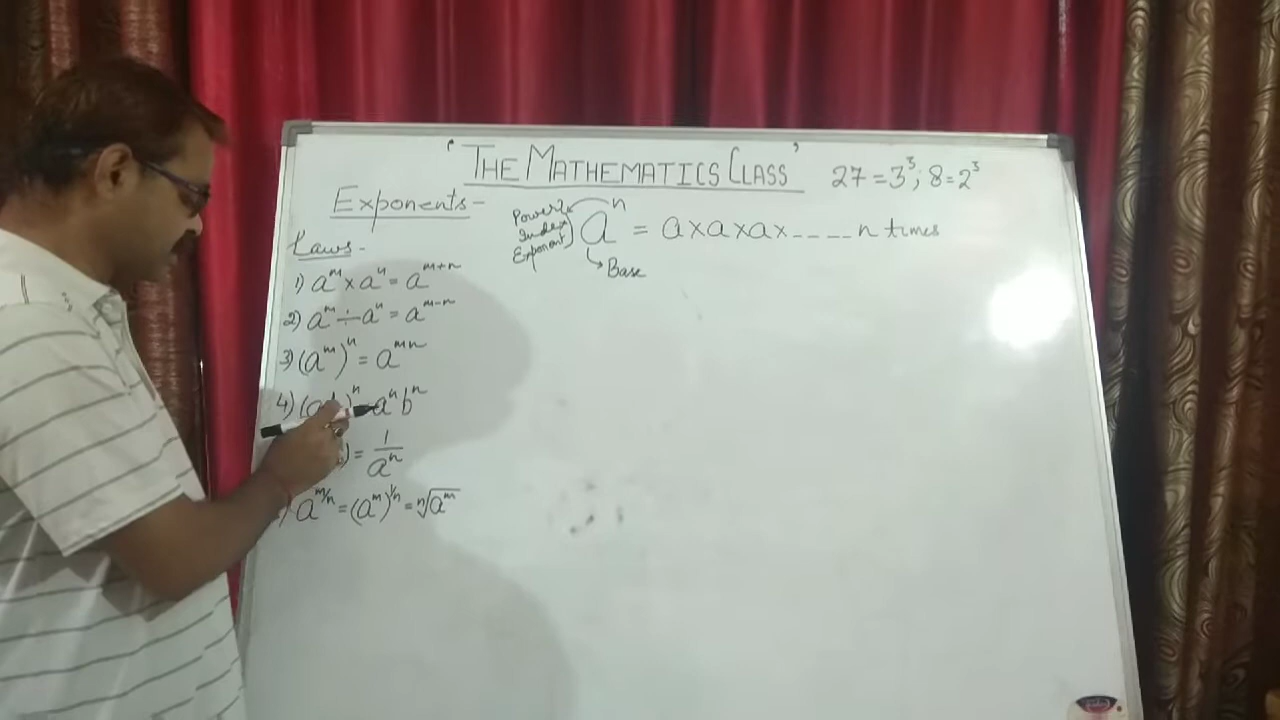 ' THE MATHEMATICS CLASS '
27 = 3³ ; 8 = 2³
Exponents -
Power
Index
Exponent
aⁿ = a × a × a × ---- n times
Base
Laws -
1) aᵐ × aⁿ = aᵐ⁺ⁿ
2) aᵐ ÷ aⁿ = aᵐ⁻ⁿ
3) (aᵐ)ⁿ = aᵐⁿ
4) (a )ⁿ = aⁿ bⁿ
) = 1/aⁿ
) a^(m/n) = (aᵐ)^(1/n) = ⁿ√aᵐ